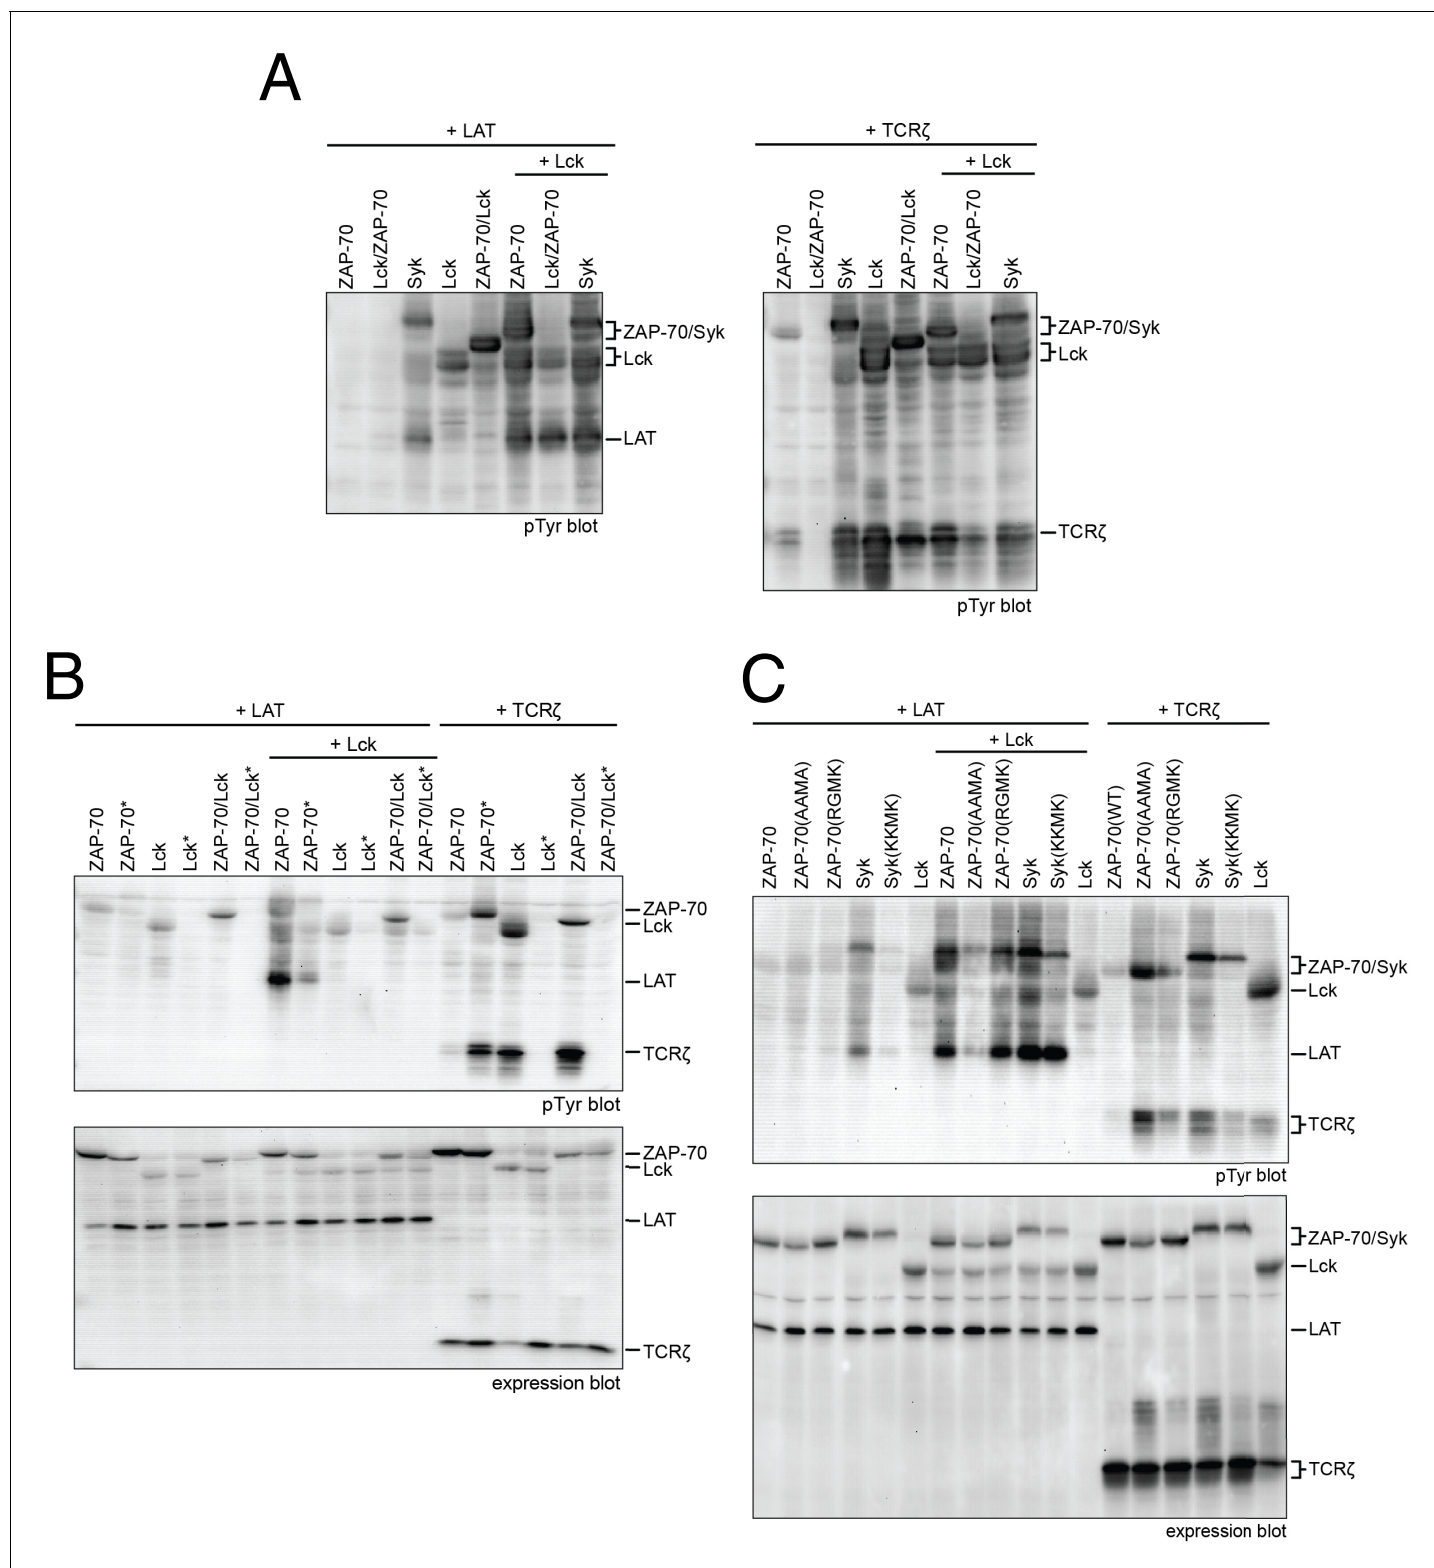 A
+ LAT
+ Lck
ZAP-70
Lck/ZAP-70
Syk
Lck
ZAP-70/Lck
ZAP-70
Lck/ZAP-70
Syk
ZAP-70/Syk
Lck
LAT
pTyr blot
+ TCRζ
+ Lck
ZAP-70
Lck/ZAP-70
Syk
Lck
ZAP-70/Lck
ZAP-70
Lck/ZAP-70
Syk
ZAP-70/Syk
Lck
TCRζ
pTyr blot
B
+ LAT
+ TCRζ
+ Lck
ZAP-70
ZAP-70*
Lck
Lck*
ZAP-70/Lck
ZAP-70/Lck*
ZAP-70
ZAP-70*
Lck
Lck*
ZAP-70/Lck
ZAP-70/Lck*
ZAP-70
ZAP-70*
Lck
Lck*
ZAP-70/Lck
ZAP-70/Lck*
ZAP-70
Lck
LAT
TCRζ
pTyr blot
ZAP-70
Lck
LAT
TCRζ
expression blot
C
+ LAT
+ TCRζ
+ Lck
ZAP-70
ZAP-70(AAMA)
ZAP-70(RGMK)
Syk
Syk(KKMK)
Lck
ZAP-70
ZAP-70(AAMA)
ZAP-70(RGMK)
Syk
Syk(KKMK)
Lck
ZAP-70(WT)
ZAP-70(AAMA)
ZAP-70(RGMK)
Syk
Syk(KKMK)
Lck
ZAP-70/Syk
Lck
LAT
TCRζ
pTyr blot
ZAP-70/Syk
Lck
LAT
TCRζ
expression blot